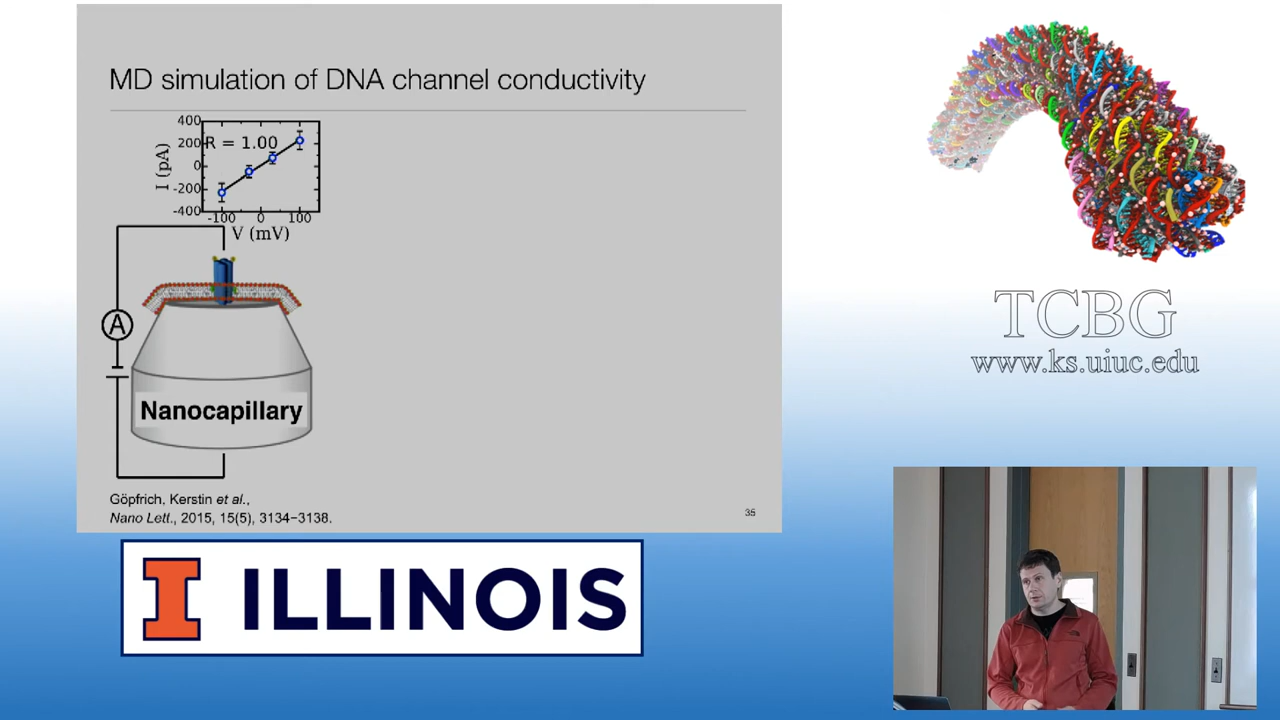 MD simulation of DNA channel conductivity
400
200
0
-200
-400
I (pA)
R = 1.00
-100 0 100
V (mV)
A
Nanocapillary
Göpfrich, Kerstin et al.,
Nano Lett., 2015, 15(5), 3134−3138.
35
I ILLINOIS
TCBG
www.ks.uiuc.edu